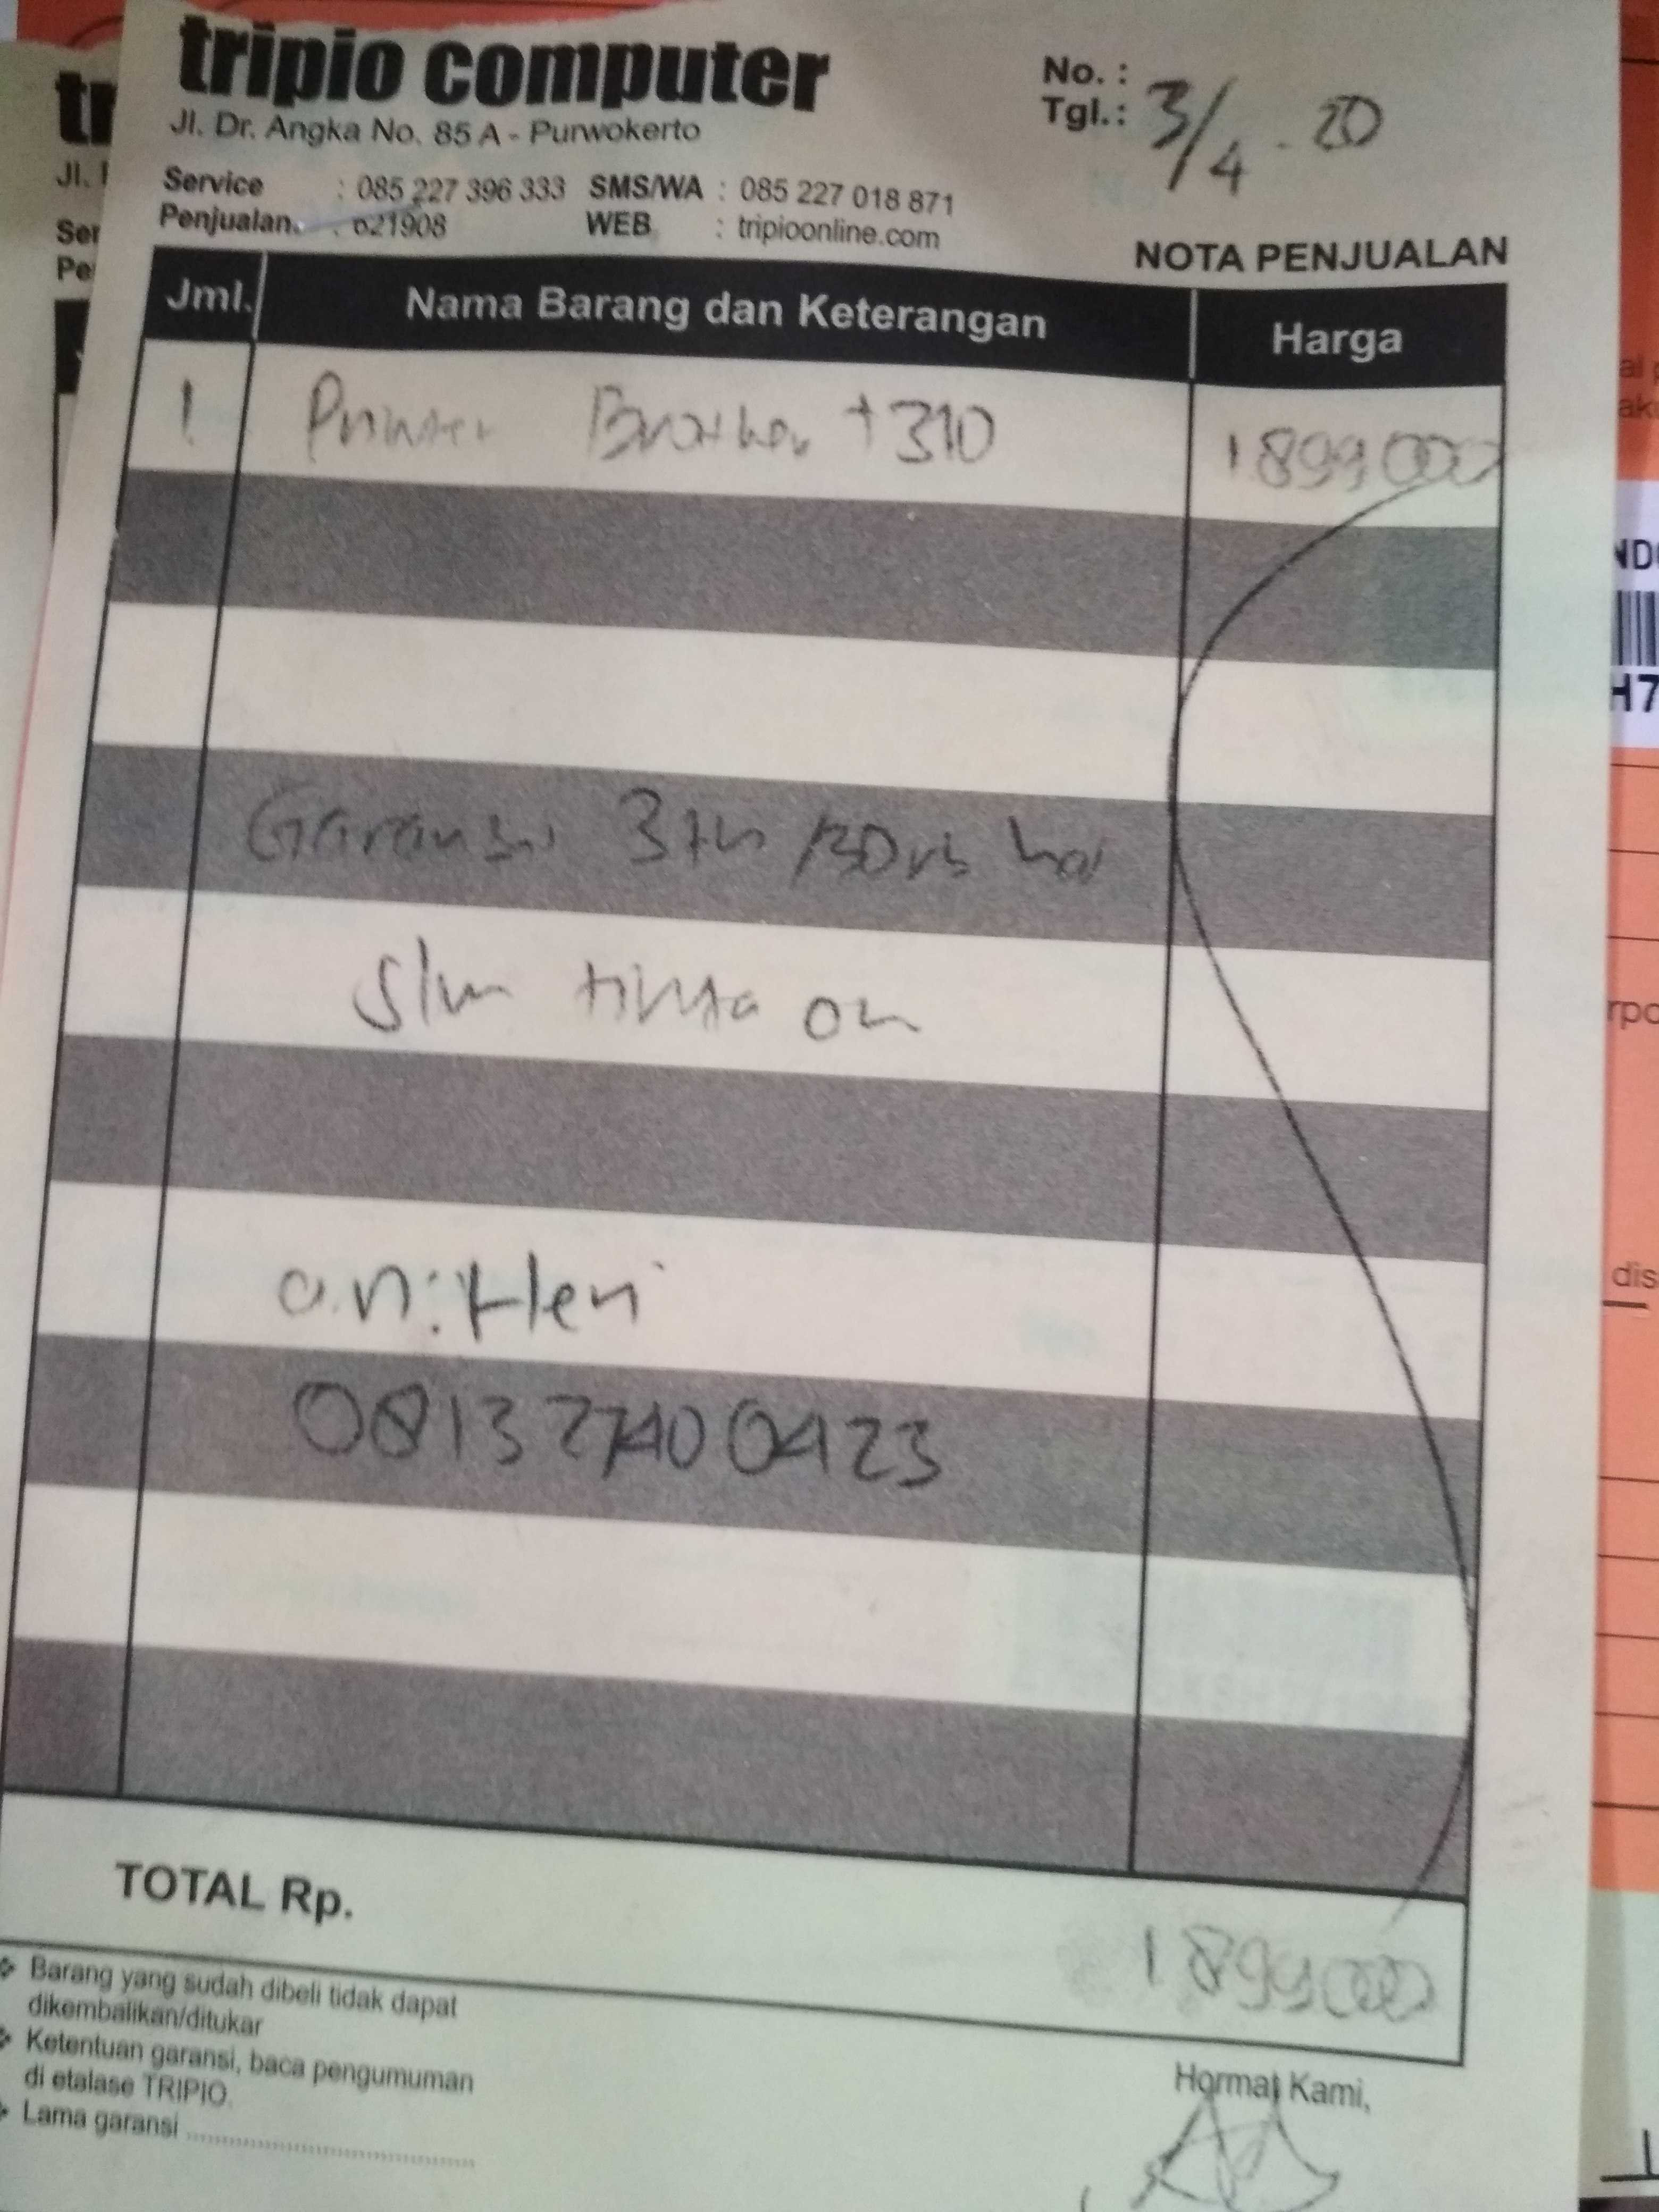 tripio computer
Jl. Dr. Angka No. 85 A - Purwokerto
No. :
Tgl.: 3/4 - 20
Service : 085 227 396 333 SMS/WA : 085 227 018 871
Penjualan : 621908 WEB : tripioonline.com
NOTA PENJUALAN
Jml. Nama Barang dan Keterangan Harga
1 Printer Brother T310 1899000
Garansi 3th /30rb hal
tinta on
a.n: Heri
081327400423
TOTAL Rp. 1899000
Barang yang sudah dibeli tidak dapat
dikembalikan/ditukar
Ketentuan garansi, baca pengumuman
di etalase TRIPIO.
Lama garansi ........................................
Hormat Kami,